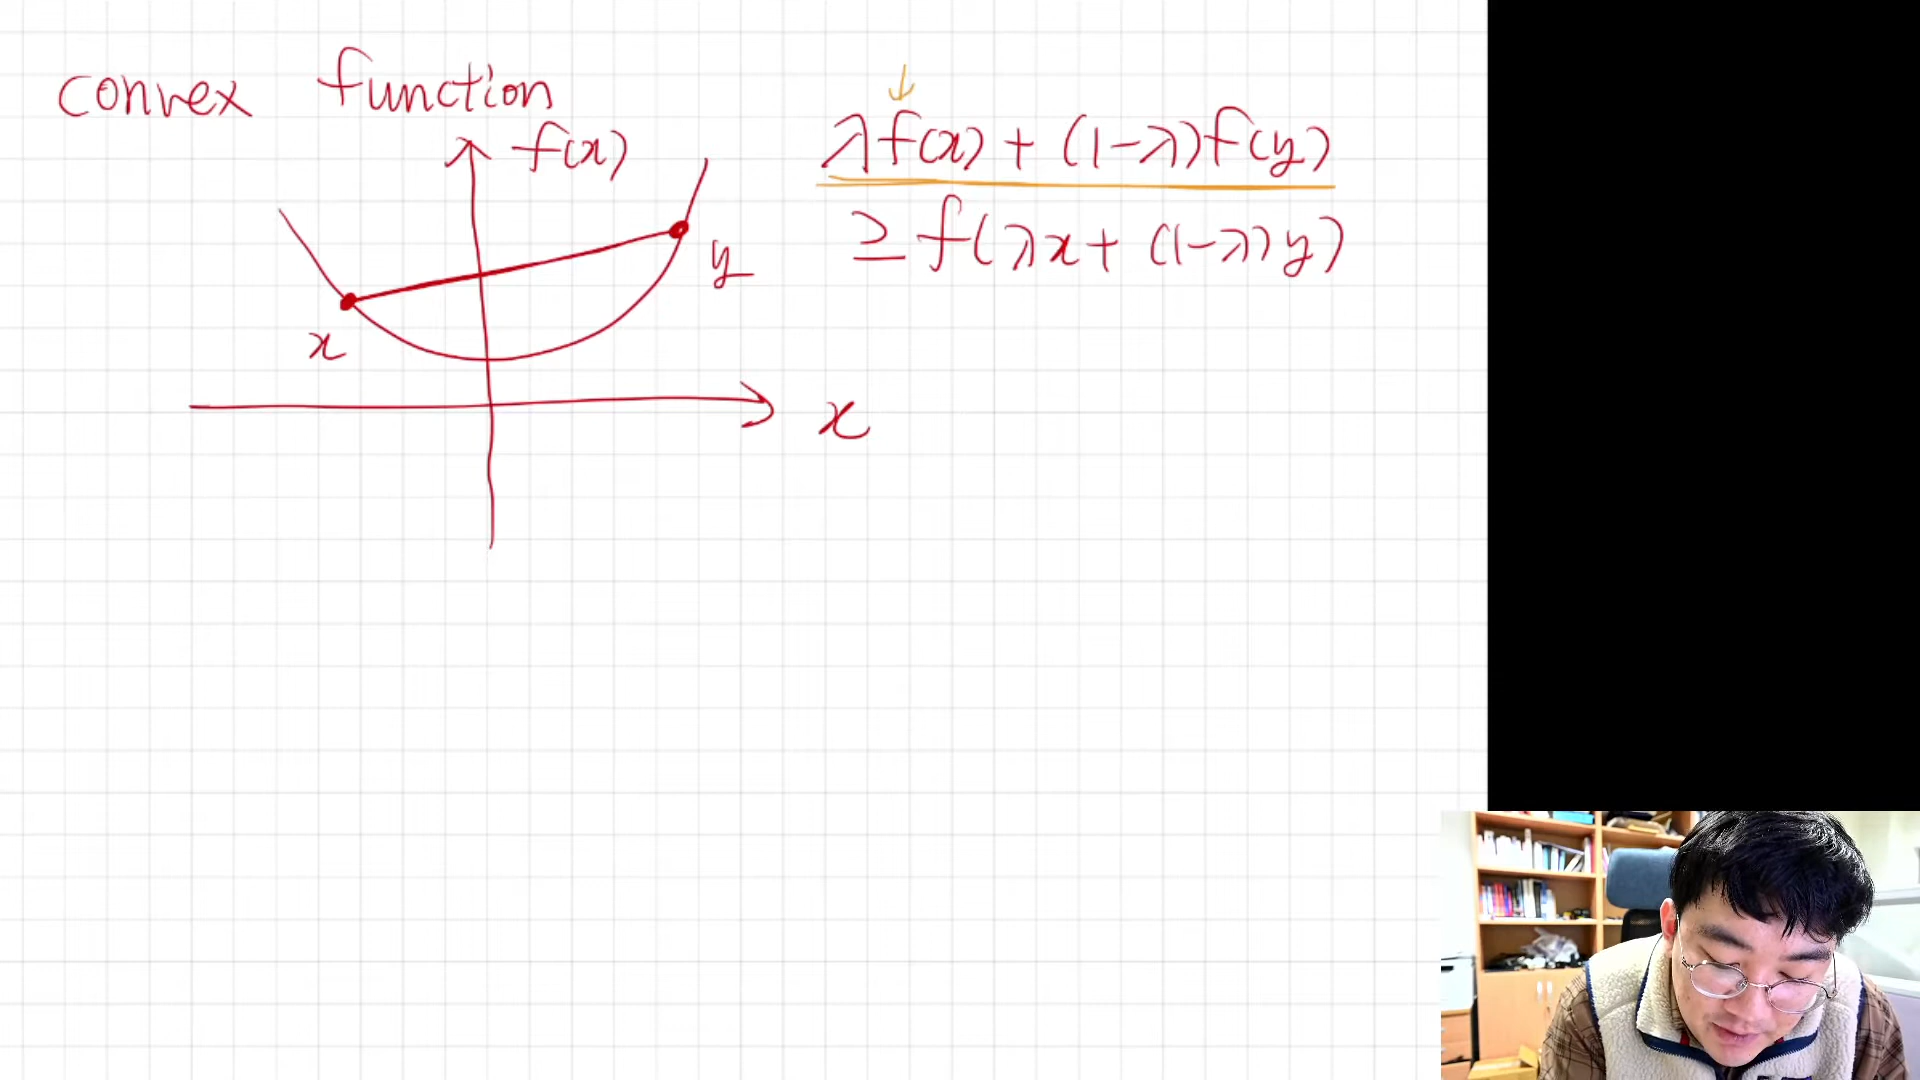 convex function
f(x)
λf(x) + (1-λ)f(y)
≥ f(λx + (1-λ)y)
y
x
x